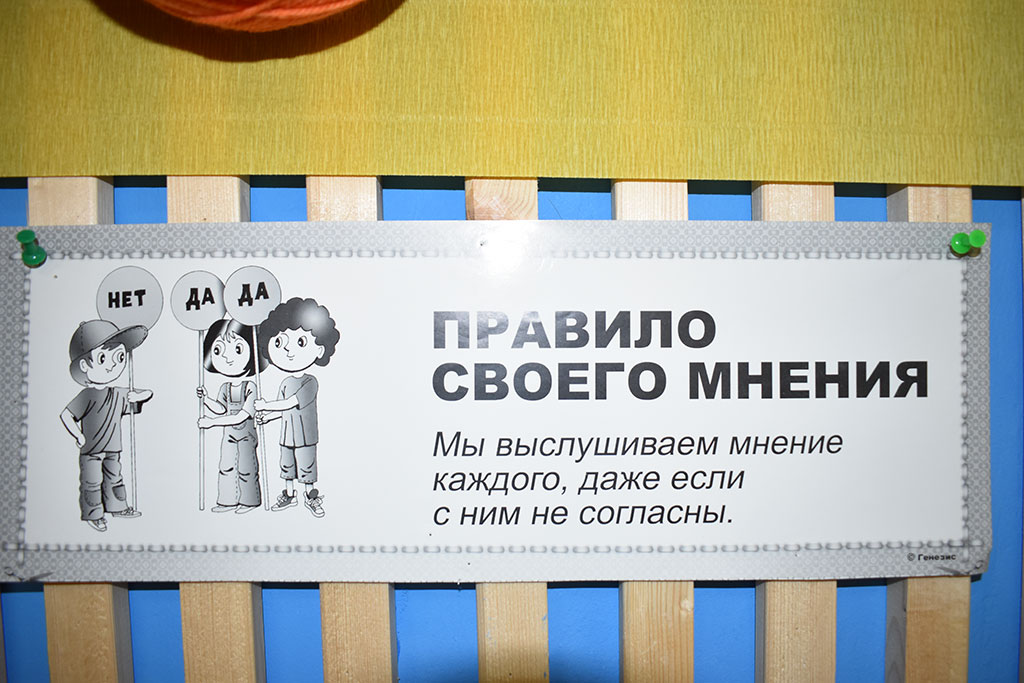 НЕТ
ДА
ДА
ПРАВИЛО
СВОЕГО МНЕНИЯ
Мы выслушиваем мнение
каждого, даже если
с ним не согласны.
© Генезис